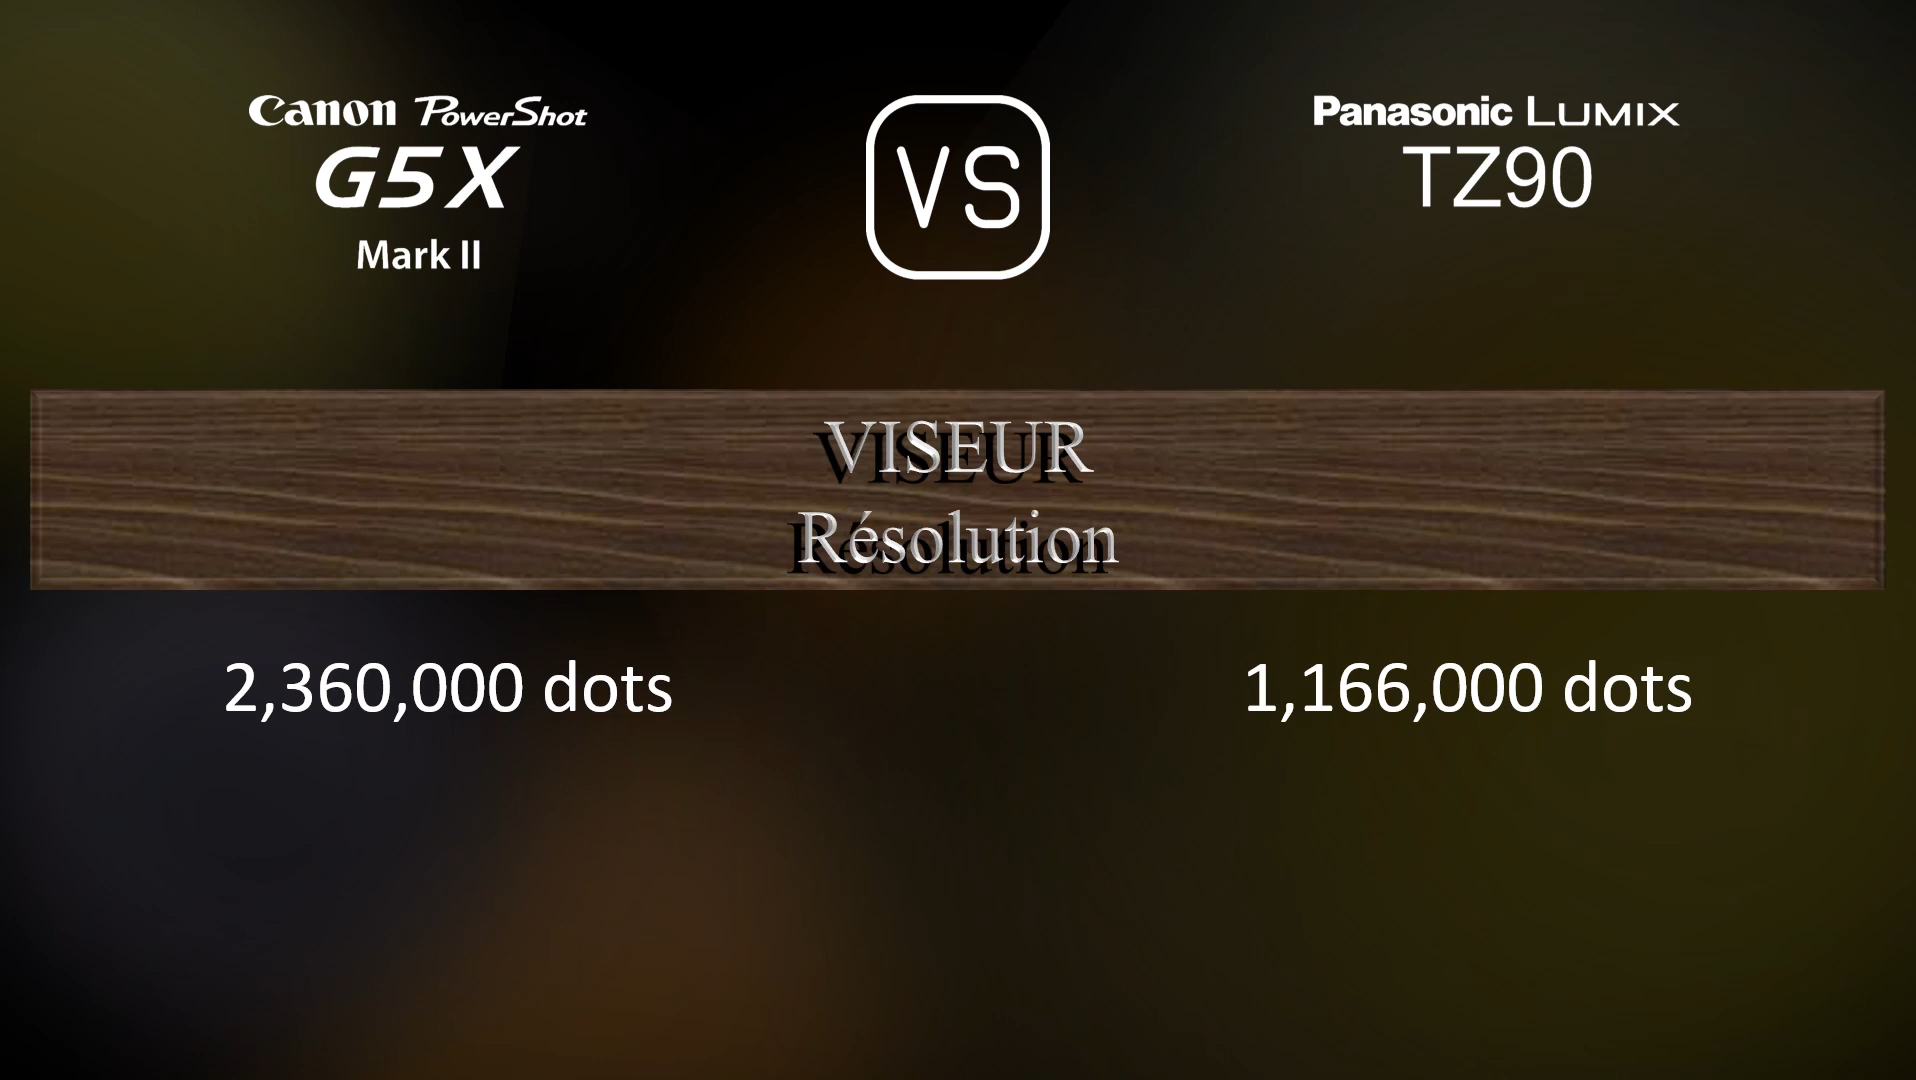 Canon PowerShot
G5X
Mark II
VS
Panasonic LUMIX
TZ90
VISEUR
Résolution
2,360,000 dots
1,166,000 dots